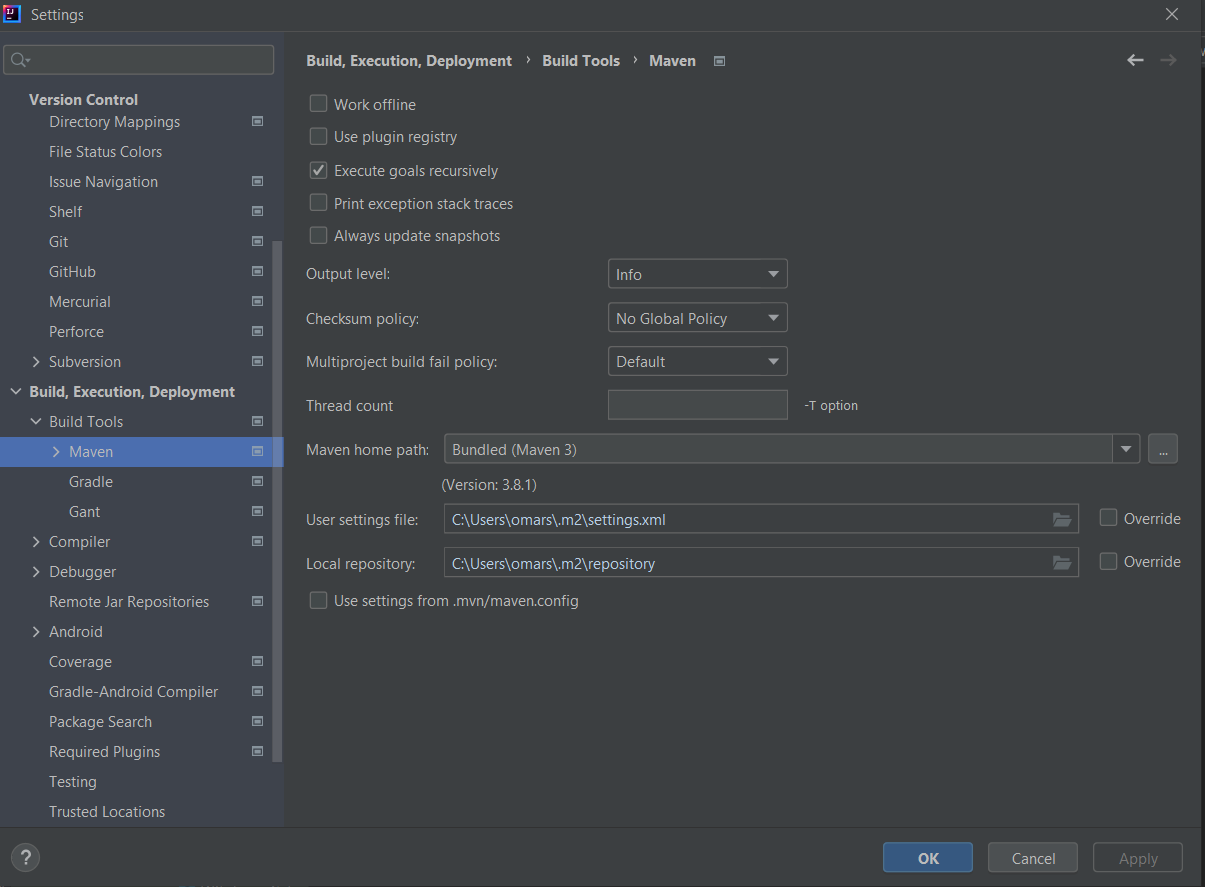 Settings
Build, Execution, Deployment › Build Tools › Maven
Version Control
Directory Mappings
File Status Colors
Issue Navigation
Shelf
Git
GitHub
Mercurial
Perforce
Subversion
Build, Execution, Deployment
Build Tools
Maven
Gradle
Gant
Compiler
Debugger
Remote Jar Repositories
Android
Coverage
Gradle-Android Compiler
Package Search
Required Plugins
Testing
Trusted Locations
Work offline
Use plugin registry
Execute goals recursively
Print exception stack traces
Always update snapshots
Output level: Info
Checksum policy: No Global Policy
Multiproject build fail policy: Default
Thread count -T option
Maven home path: Bundled (Maven 3) ...
(Version: 3.8.1)
User settings file: C:\Users\omars\.m2\settings.xml Override
Local repository: C:\Users\omars\.m2\repository Override
Use settings from .mvn/maven.config
? OK Cancel Apply